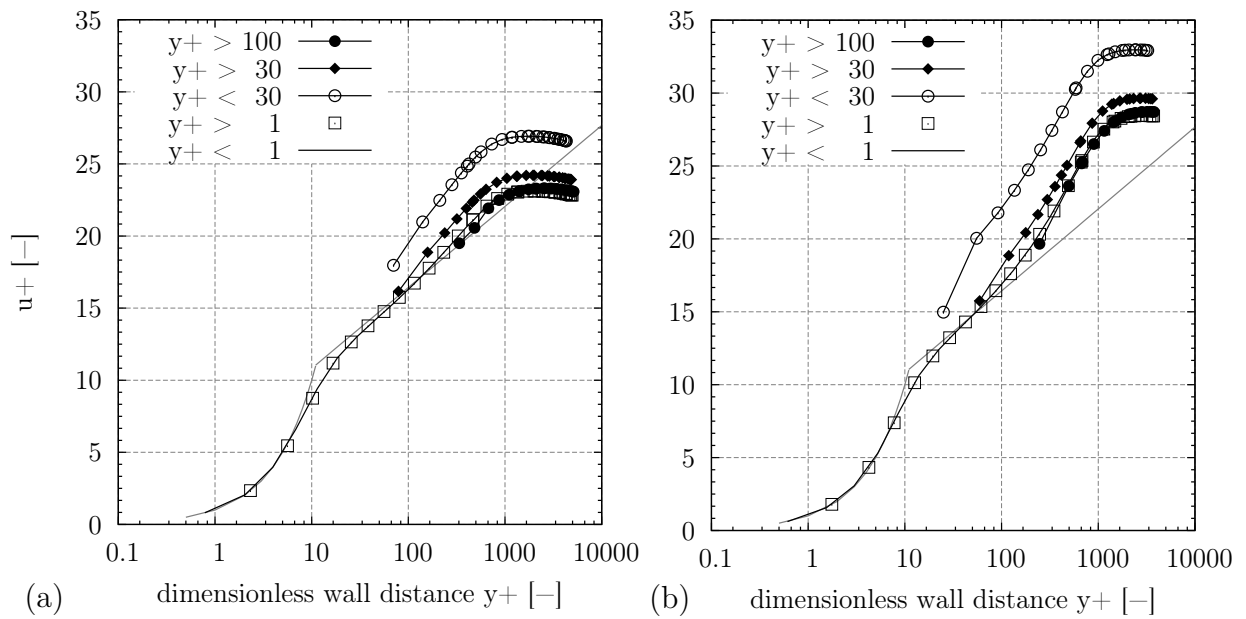 35
30
25
20
15
10
5
0
u+ [−]
y+ > 100
y+ > 30
y+ < 30
y+ > 1
y+ < 1
0.1 1 10 100 1000 10000
(a) dimensionless wall distance y+ [−]
35
30
25
20
15
10
5
0
y+ > 100
y+ > 30
y+ < 30
y+ > 1
y+ < 1
0.1 1 10 100 1000 10000
(b) dimensionless wall distance y+ [−]